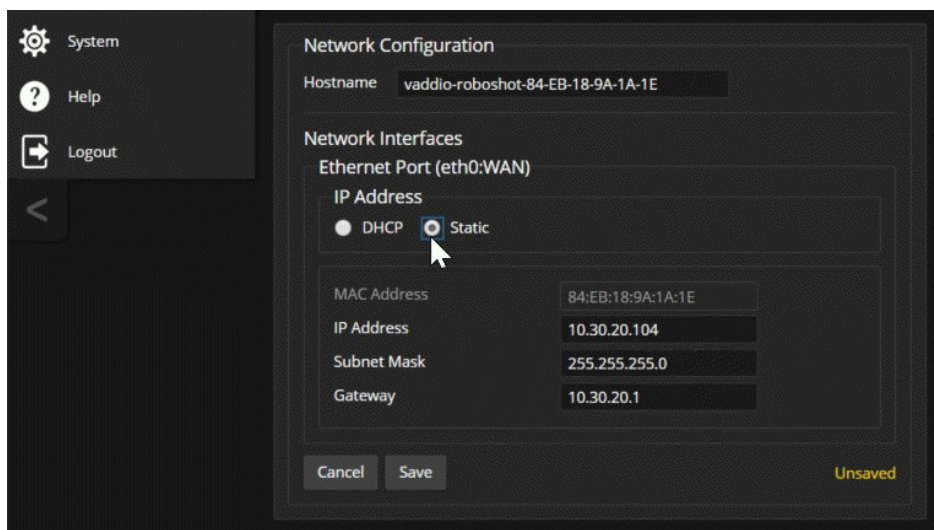 System
Help
Logout
<
Network Configuration
Hostname vaddio-roboshot-84-EB-18-9A-1A-1E
Network Interfaces
Ethernet Port (eth0:WAN)
IP Address
DHCP Static
MAC Address 84:EB:18:9A:1A:1E
IP Address 10.30.20.104
Subnet Mask 255.255.255.0
Gateway 10.30.20.1
Cancel Save Unsaved